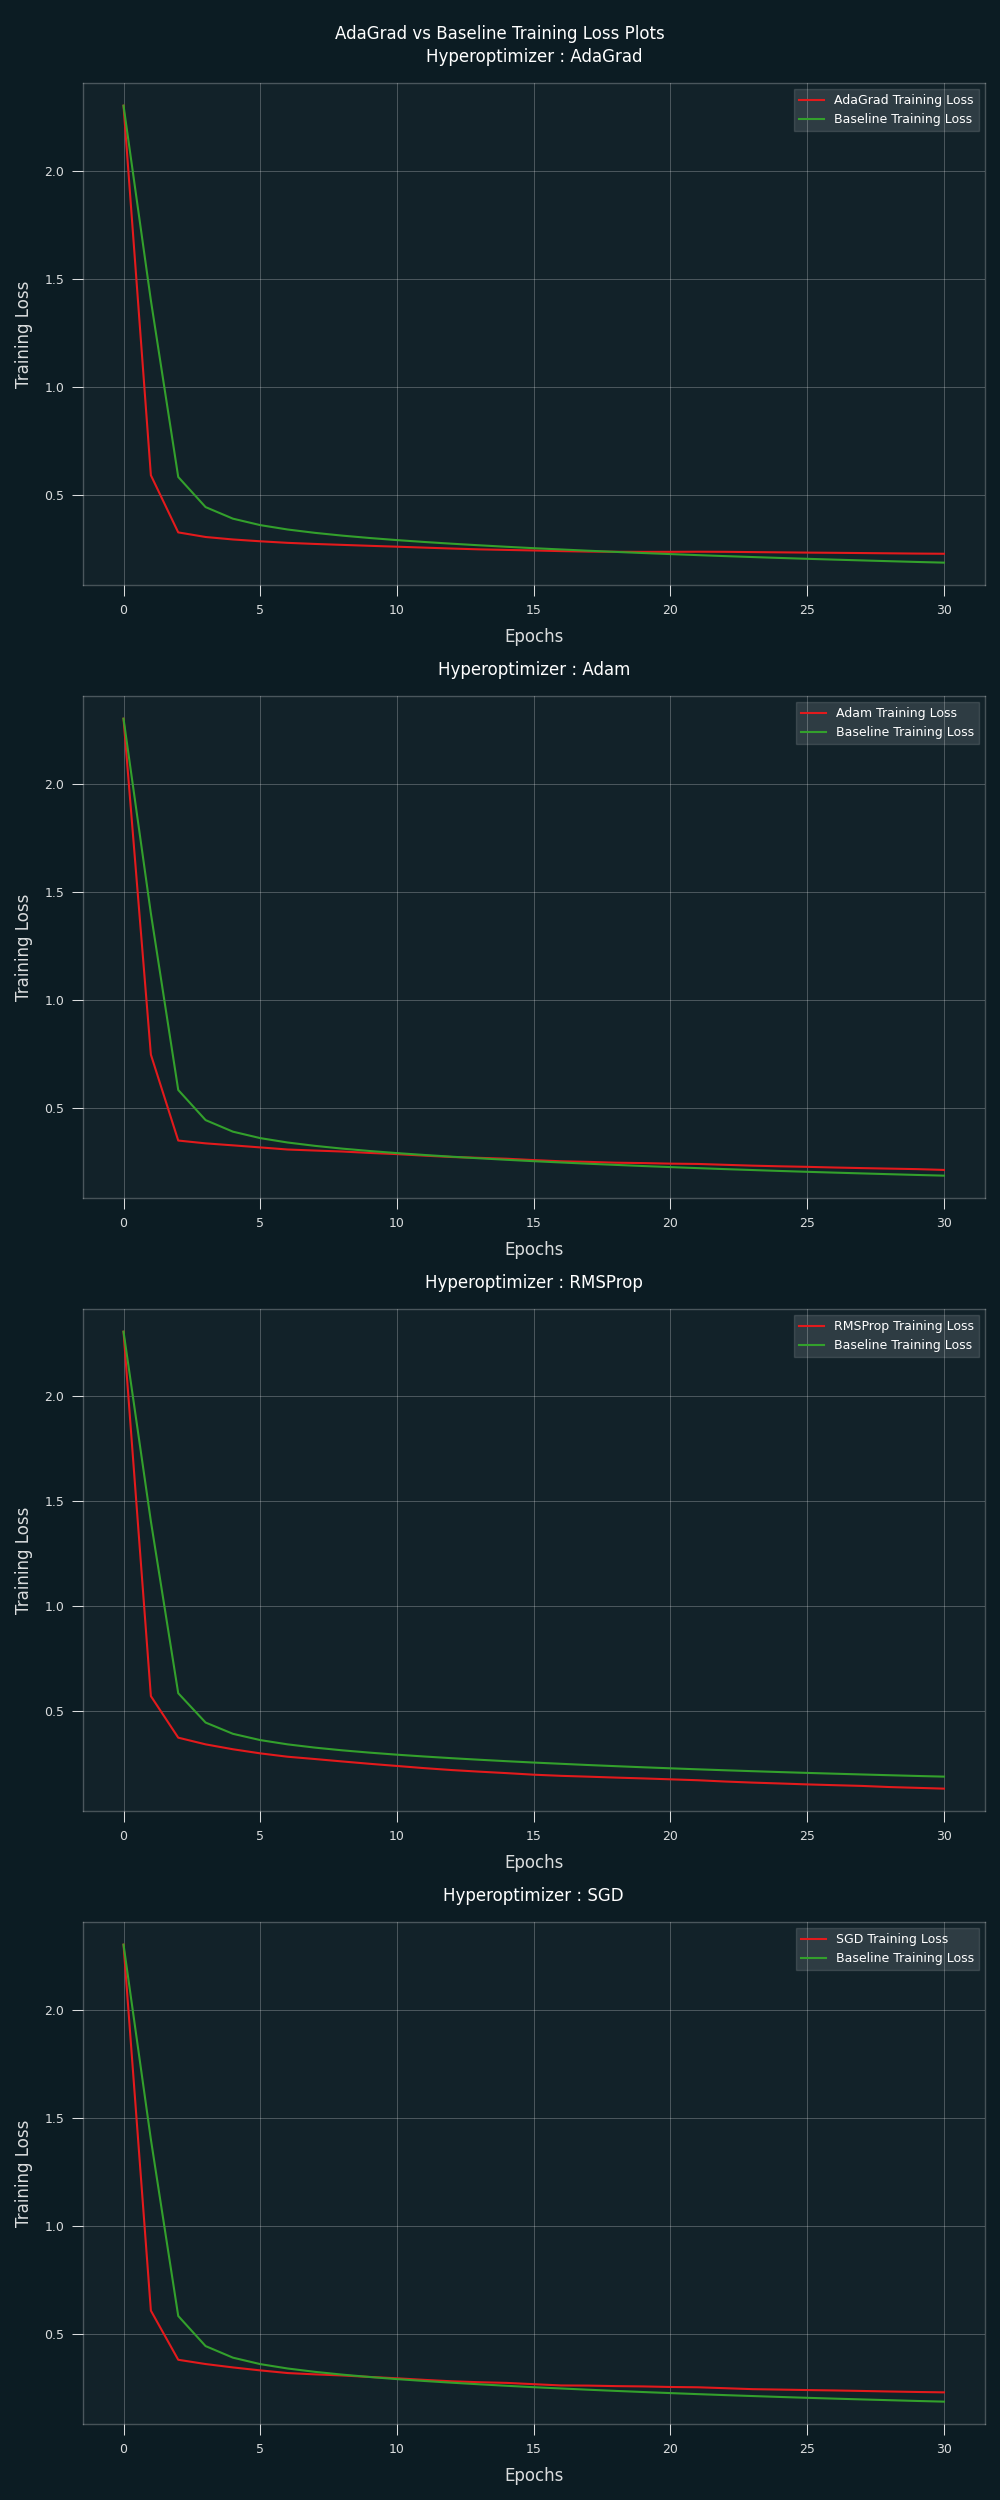 AdaGrad vs Baseline Training Loss Plots
Hyperoptimizer : AdaGrad
AdaGrad Training Loss
Baseline Training Loss
2.0
1.5
1.0
0.5
Training Loss
0 5 10 15 20 25 30
Epochs
Hyperoptimizer : Adam
Adam Training Loss
Baseline Training Loss
2.0
1.5
1.0
0.5
Training Loss
0 5 10 15 20 25 30
Epochs
Hyperoptimizer : RMSProp
RMSProp Training Loss
Baseline Training Loss
2.0
1.5
1.0
0.5
Training Loss
0 5 10 15 20 25 30
Epochs
Hyperoptimizer : SGD
SGD Training Loss
Baseline Training Loss
2.0
1.5
1.0
0.5
Training Loss
0 5 10 15 20 25 30
Epochs